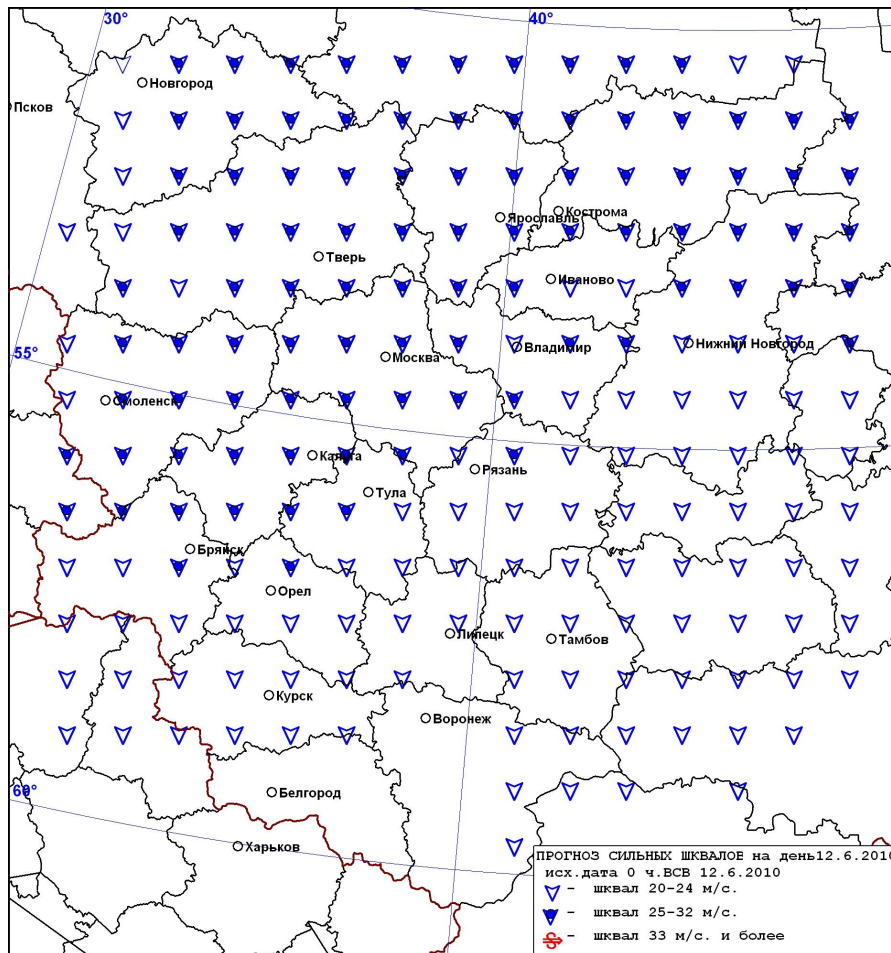 30°
40°
Новгород
Псков
Ярославль
Кострома
Тверь
Иваново
55°
Москва
Владимир
Нижний Новгород
Смоленск
Калуга
Рязань
Тула
Брянск
Орел
Липецк
Тамбов
Курск
Воронеж
60°
Белгород
Харьков
ПРОГНОЗ СИЛЬНЫХ ШКВАЛОЕ на день12.6.2010
исх.дата 0 ч.ВСВ 12.6.2010
- шквал 20-24 м/с.
- шквал 25-32 м/с.
- шквал 33 м/с. и более